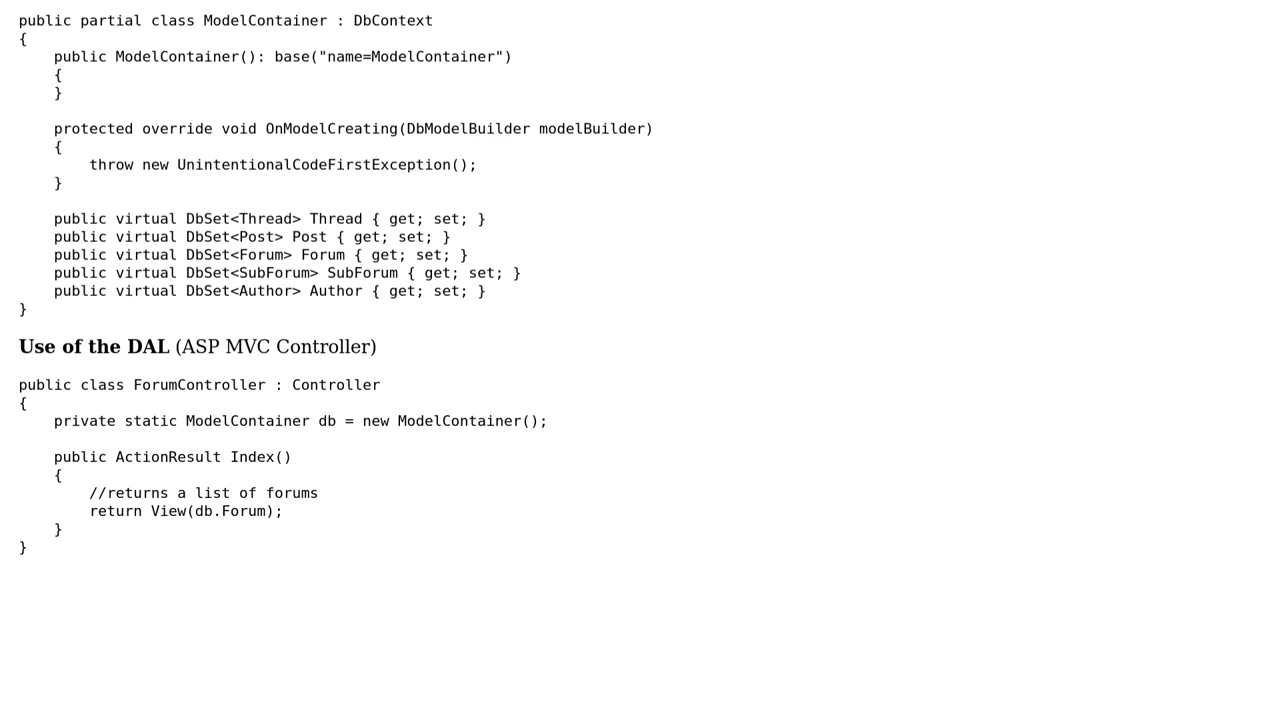 public partial class ModelContainer : DbContext
{
    public ModelContainer(): base("name=ModelContainer")
    {
    }

    protected override void OnModelCreating(DbModelBuilder modelBuilder)
    {
        throw new UnintentionalCodeFirstException();
    }

    public virtual DbSet<Thread> Thread { get; set; }
    public virtual DbSet<Post> Post { get; set; }
    public virtual DbSet<Forum> Forum { get; set; }
    public virtual DbSet<SubForum> SubForum { get; set; }
    public virtual DbSet<Author> Author { get; set; }
}
Use of the DAL (ASP MVC Controller)
public class ForumController : Controller
{
    private static ModelContainer db = new ModelContainer();

    public ActionResult Index()
    {
        //returns a list of forums
        return View(db.Forum);
    }
}